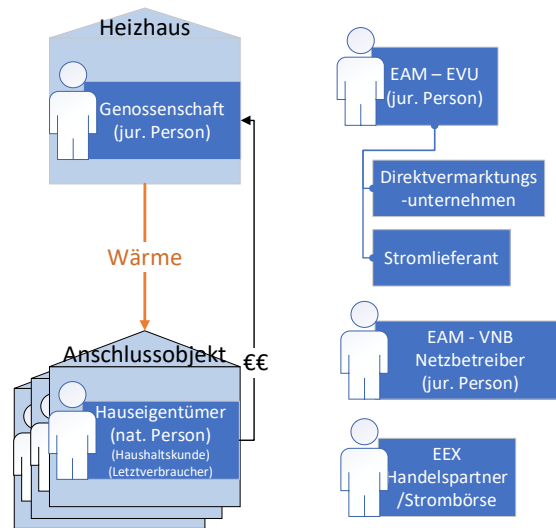 Heizhaus
Genossenschaft
(jur. Person)
Wärme
Anschlussobjekt
€€
Hauseigentümer
(nat. Person)
(Haushaltskunde)
(Letztverbraucher)
EAM – EVU
(jur. Person)
Direktvermarktungs
-unternehmen
Stromlieferant
EAM - VNB
Netzbetreiber
(jur. Person)
EEX
Handelspartner
/Strombörse